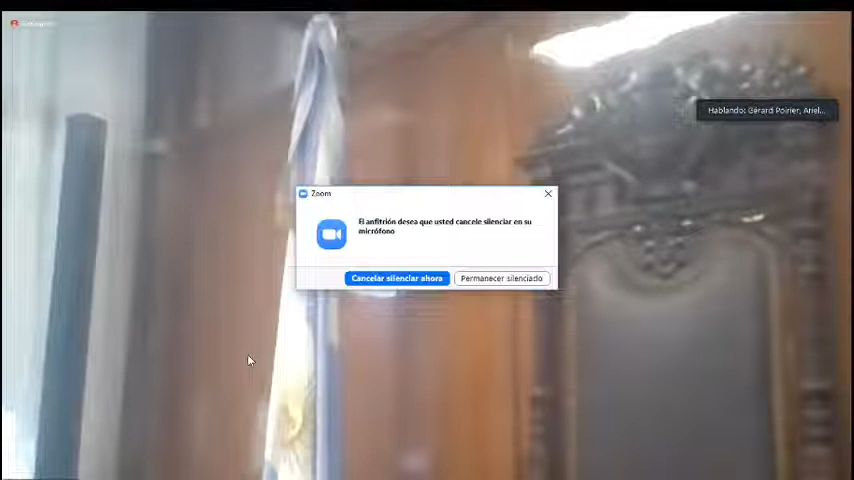 Hablando: Gérard Poirier, Ariel...
Zoom
El anfitrión desea que usted cancele silenciar en su
micrófono
Cancelar silenciar ahora
Permanecer silenciado